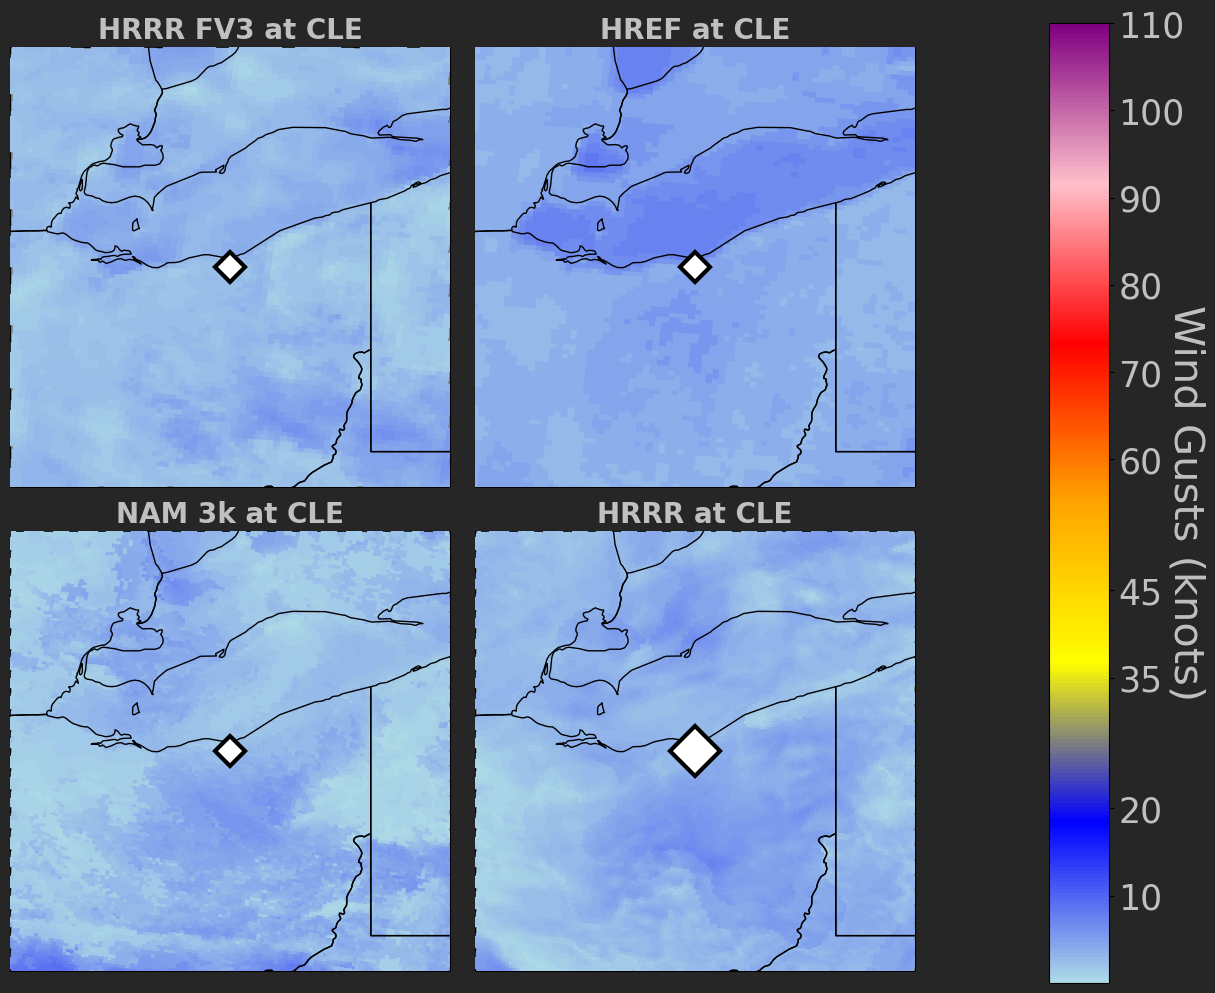 HRRR FV3 at CLE
HREF at CLE
NAM 3k at CLE
HRRR at CLE
110
100
90
80
70
60
45
35
20
10
Wind Gusts (knots)